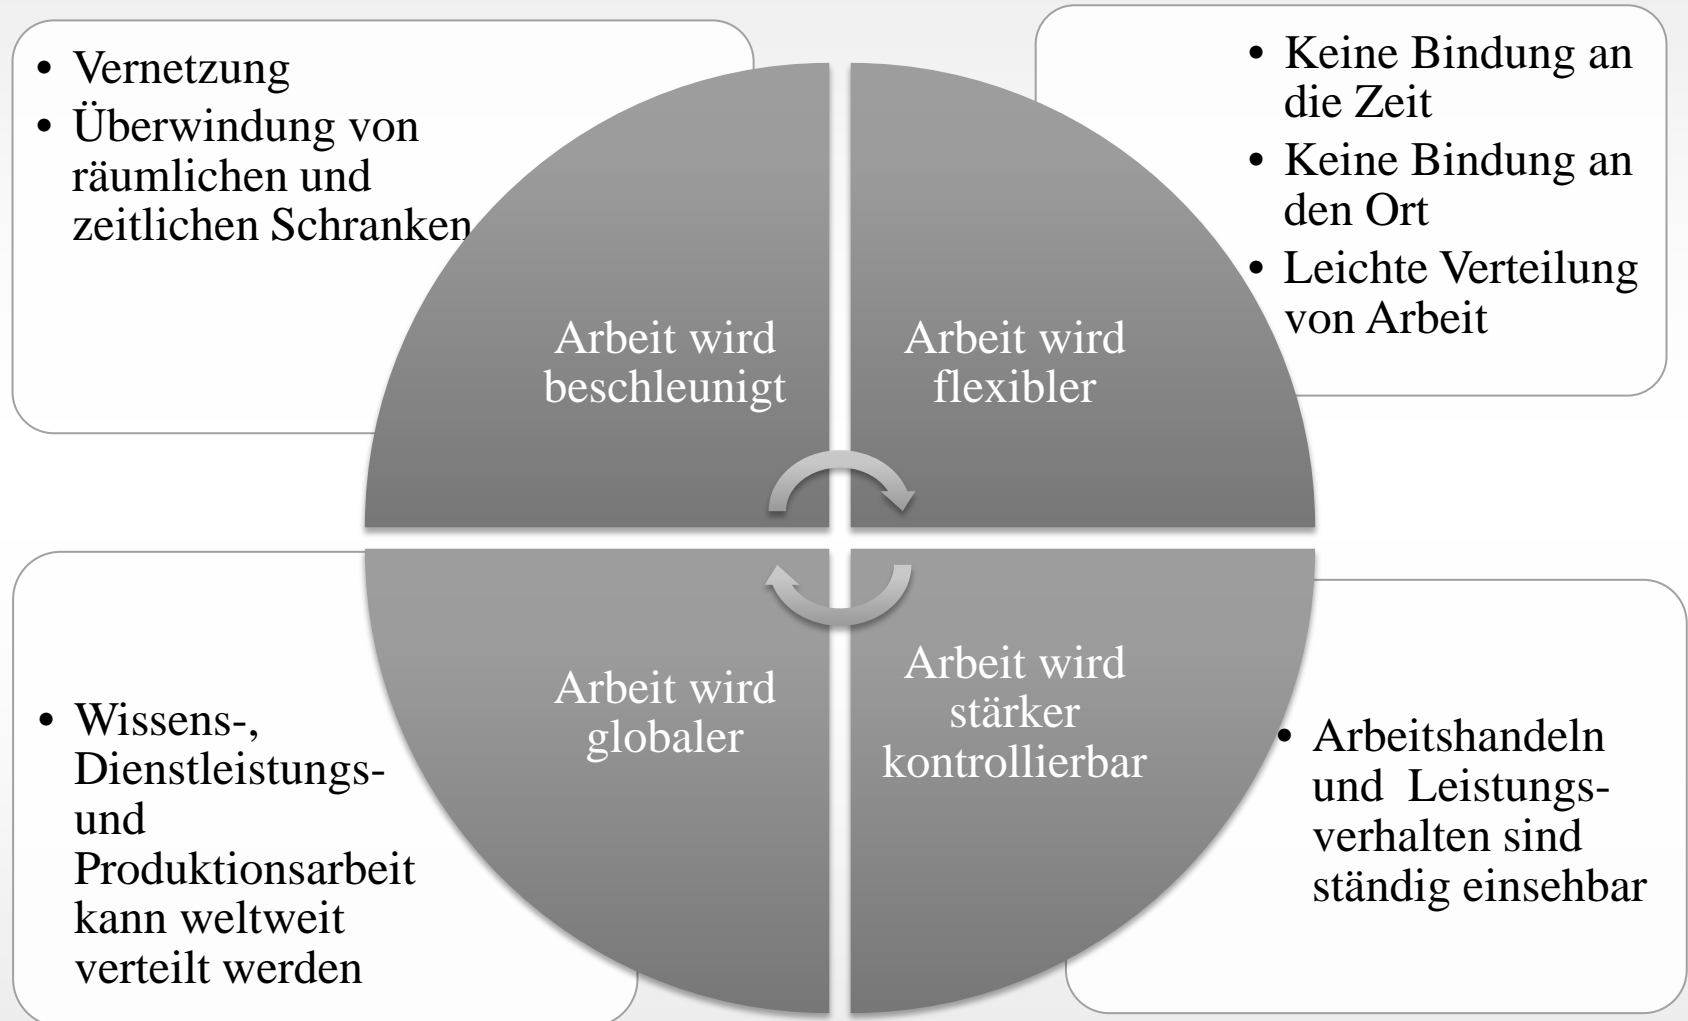 • Vernetzung
• Überwindung von
räumlichen und
zeitlichen Schranken
• Keine Bindung an
die Zeit
• Keine Bindung an
den Ort
• Leichte Verteilung
von Arbeit
Arbeit wird
beschleunigt
Arbeit wird
flexibler
Arbeit wird
globaler
Arbeit wird
stärker
kontrollierbar
• Wissens-,
Dienstleistungs-
und
Produktionsarbeit
kann weltweit
verteilt werden
• Arbeitshandeln
und Leistungs-
verhalten sind
ständig einsehbar